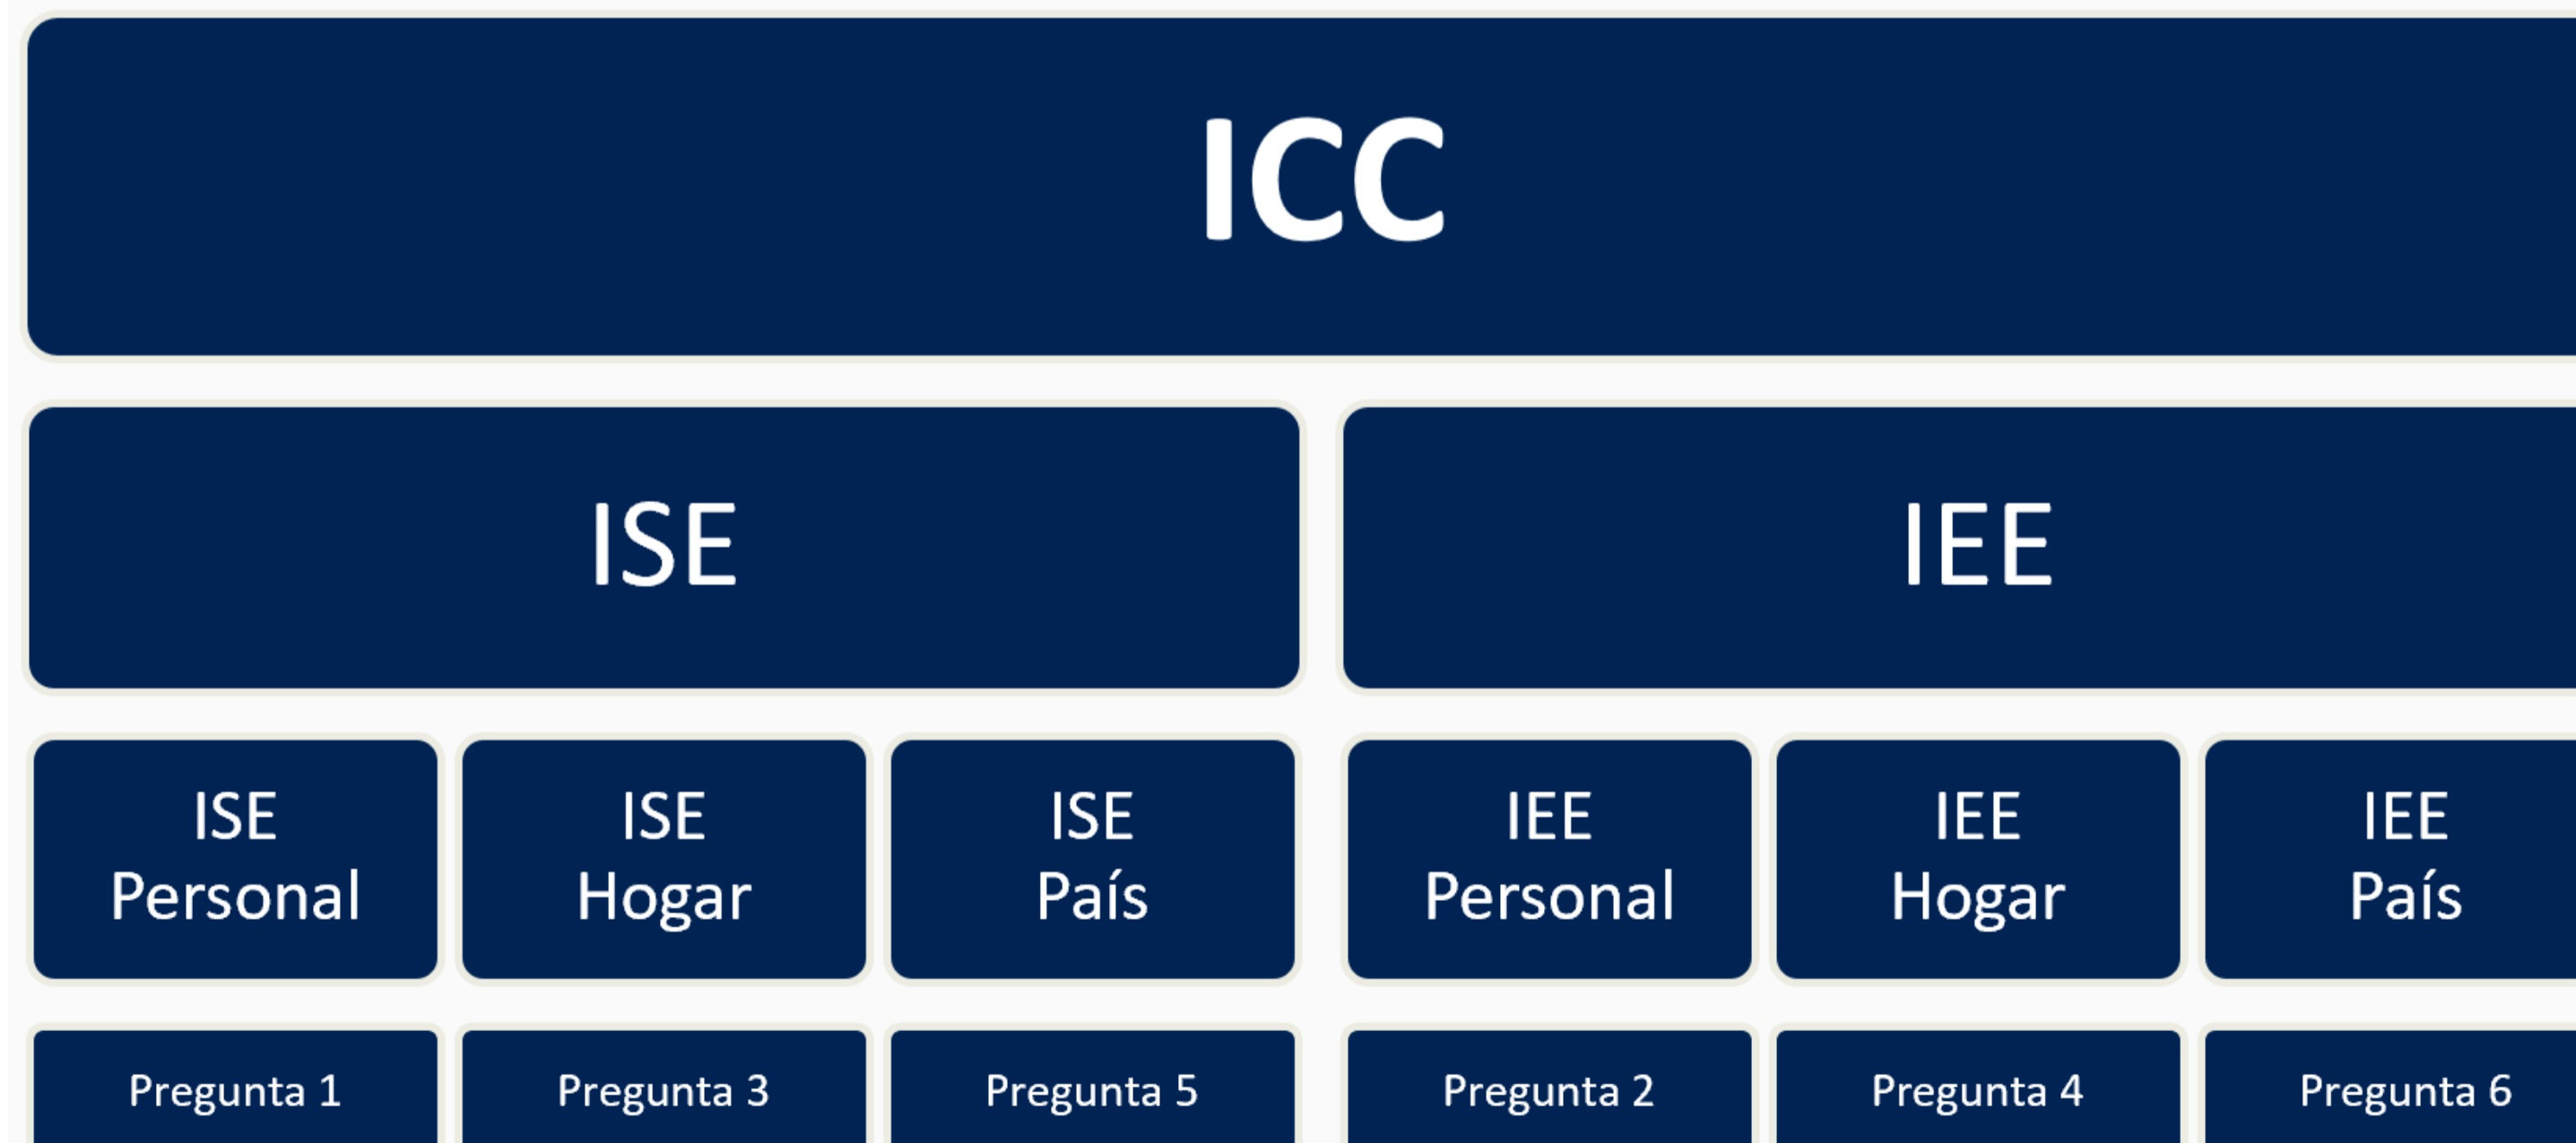 ICC
ISE
IEE
ISE
Personal
ISE
Hogar
ISE
País
IEE
Personal
IEE
Hogar
IEE
País
Pregunta 1
Pregunta 3
Pregunta 5
Pregunta 2
Pregunta 4
Pregunta 6